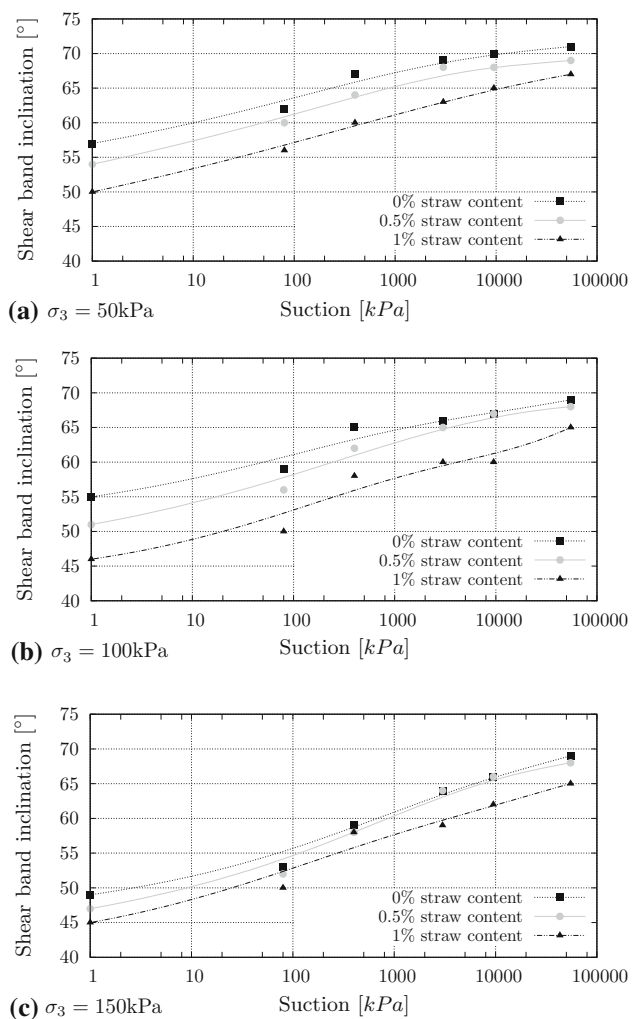 Shear band inclination [°]
75
70
65
60
55
50
45
40
0% straw content
0.5% straw content
1% straw content
1 10 100 1000 10000 100000
(a) σ₃ = 50kPa Suction [kPa]
Shear band inclination [°]
75
70
65
60
55
50
45
40
0% straw content
0.5% straw content
1% straw content
1 10 100 1000 10000 100000
(b) σ₃ = 100kPa Suction [kPa]
Shear band inclination [°]
75
70
65
60
55
50
45
40
0% straw content
0.5% straw content
1% straw content
1 10 100 1000 10000 100000
(c) σ₃ = 150kPa Suction [kPa]